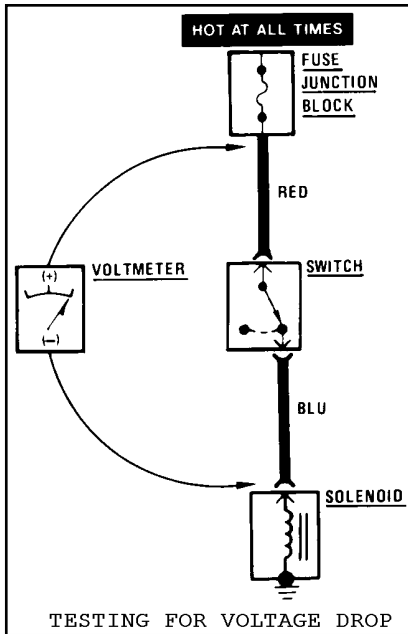 HOT AT ALL TIMES
FUSE
JUNCTION
BLOCK
RED
VOLTMETER
(+)
(—)
SWITCH
BLU
SOLENOID
TESTING FOR VOLTAGE DROP